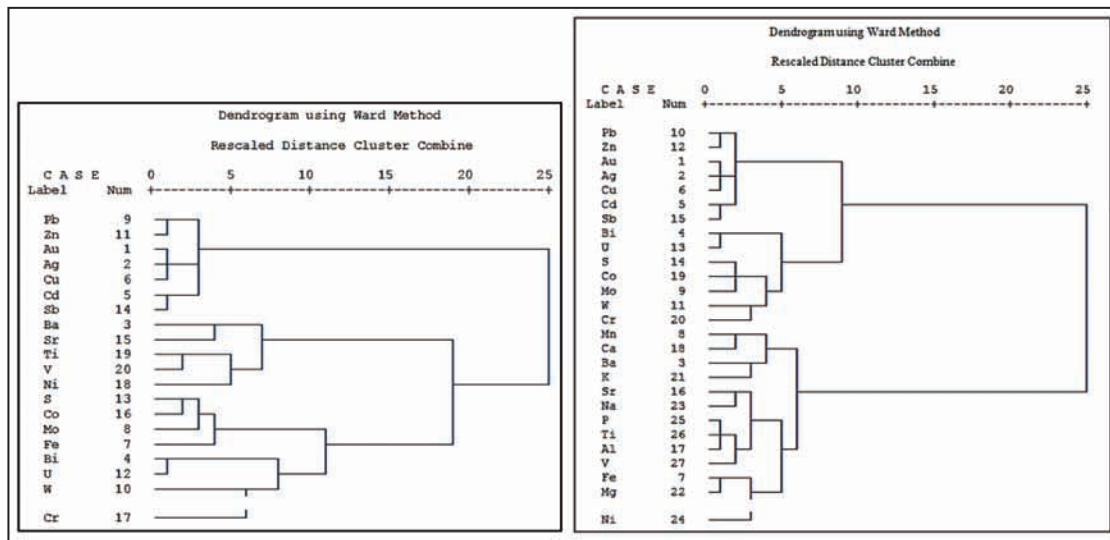 Dendrogram using Ward Method
Rescaled Distance Cluster Combine
C A S E 0 5 10 15 20 25
Label Num
Pb 9
Zn 11
Au 1
Ag 2
Cu 6
Cd 5
Sb 14
Ba 3
Sr 15
Ti 19
V 20
Ni 18
S 13
Co 16
Mo 8
Fe 7
Bi 4
U 12
W 10
Cr 17
Dendrogram using Ward Method
Rescaled Distance Cluster Combine
C A S E 0 5 10 15 20 25
Label Num
Pb 10
Zn 12
Au 1
Ag 2
Cu 6
Cd 5
Sb 15
Bi 4
U 13
S 14
Co 19
Mo 9
W 11
Cr 20
Mn 8
Ca 18
Ba 3
K 21
Sr 16
Na 23
P 25
Ti 26
Al 17
V 27
Fe 7
Mg 22
Ni 24